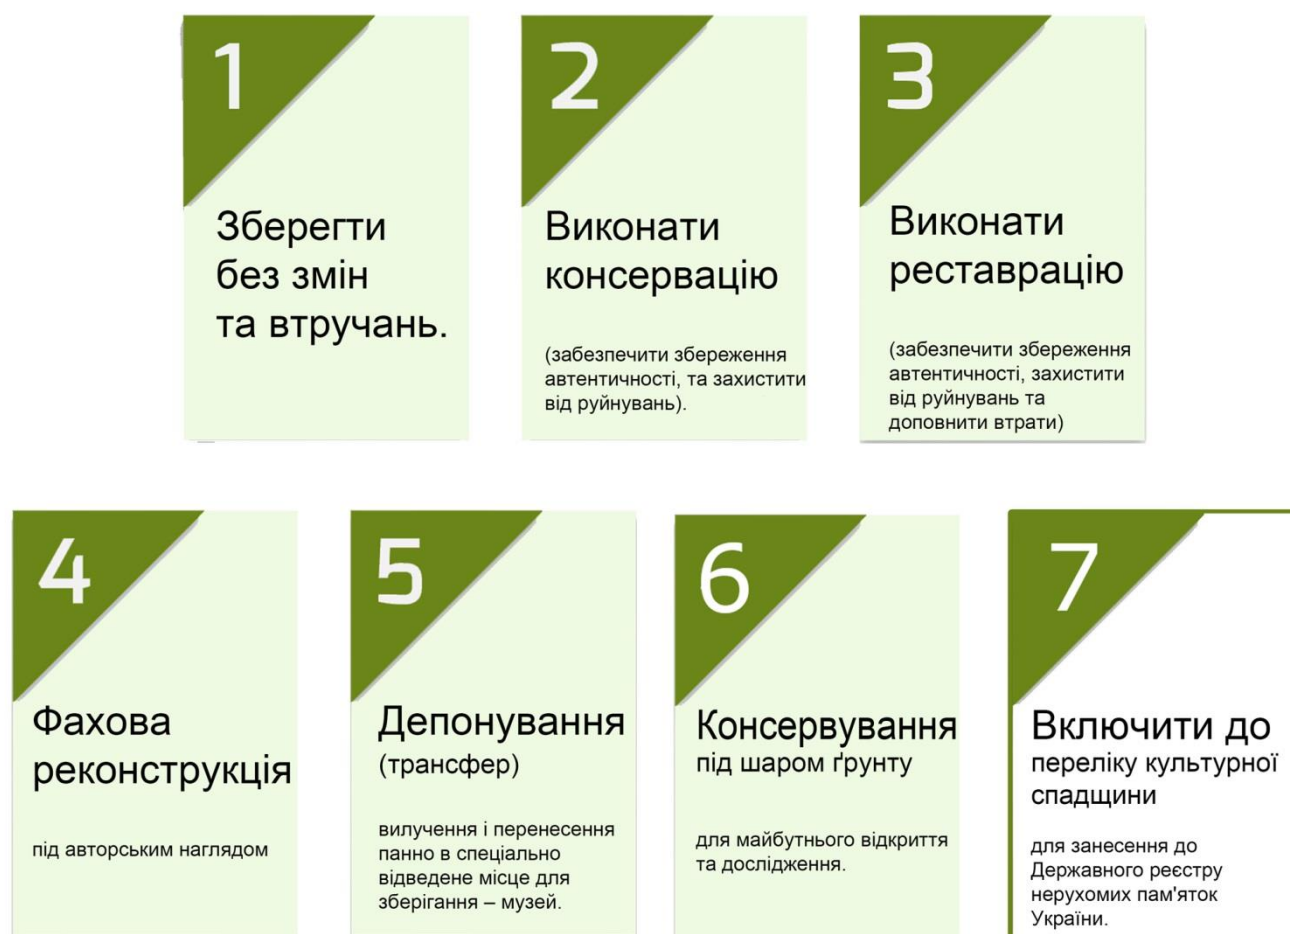 1
Зберегти
без змін
та втручань.
2
Виконати
консервацію
(забезпечити збереження
автентичності, та захистити
від руйнувань).
3
Виконати
реставрацію
(забезпечити збереження
автентичності, захистити
від руйнувань та
доповнити втрати)
4
Фахова
реконструкція
під авторським наглядом
5
Депонування
(трансфер)
вилучення і перенесення
панно в спеціально
відведене місце для
зберігання – музей.
6
Консервування
під шаром ґрунту
для майбутнього відкриття
та дослідження.
7
Включити до
переліку культурної
спадщини
для занесення до
Державного реєстру
нерухомих пам'яток
України.